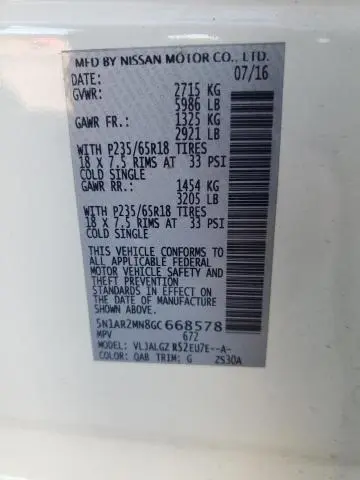 MFD BY NISSAN MOTOR CO., LTD.
DATE: 07/16
GVWR: 2715 KG
5986 LB
GAWR FR.: 1325 KG
2921 LB
WITH P235/65R18 TIRES
18 X 7.5 RIMS AT 33 PSI
COLD SINGLE
GAWR RR.: 1454 KG
3205 LB
WITH P235/65R18 TIRES
18 X 7.5 RIMS AT 33 PSI
COLD SINGLE
THIS VEHICLE CONFORMS TO
ALL APPLICABLE FEDERAL
MOTOR VEHICLE SAFETY
AND THEFT PREVENTION
STANDARDS IN EFFECT ON
THE DATE OF MANUFACTURE
SHOWN ABOVE.
5N1AR2MN8GC668578
MPV 672
MODEL: VLJALGZ RS2EU7E--A-
COLOR: QAB TRIM: G 2S30A